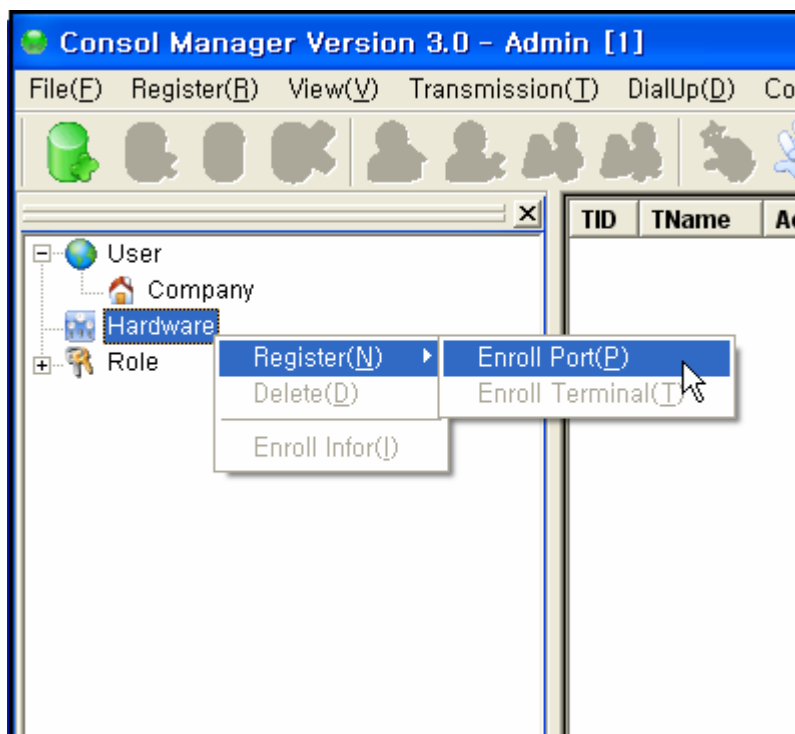 Consol Manager Version 3.0 - Admin [1]
File(F) Register(R) View(V) Transmission(T) DialUp(D) Co
TID TName
User
Company
Hardware
Role
Register(N) Enroll Port(P)
Delete(D) Enroll Terminal(T)
Enroll Infor(I)